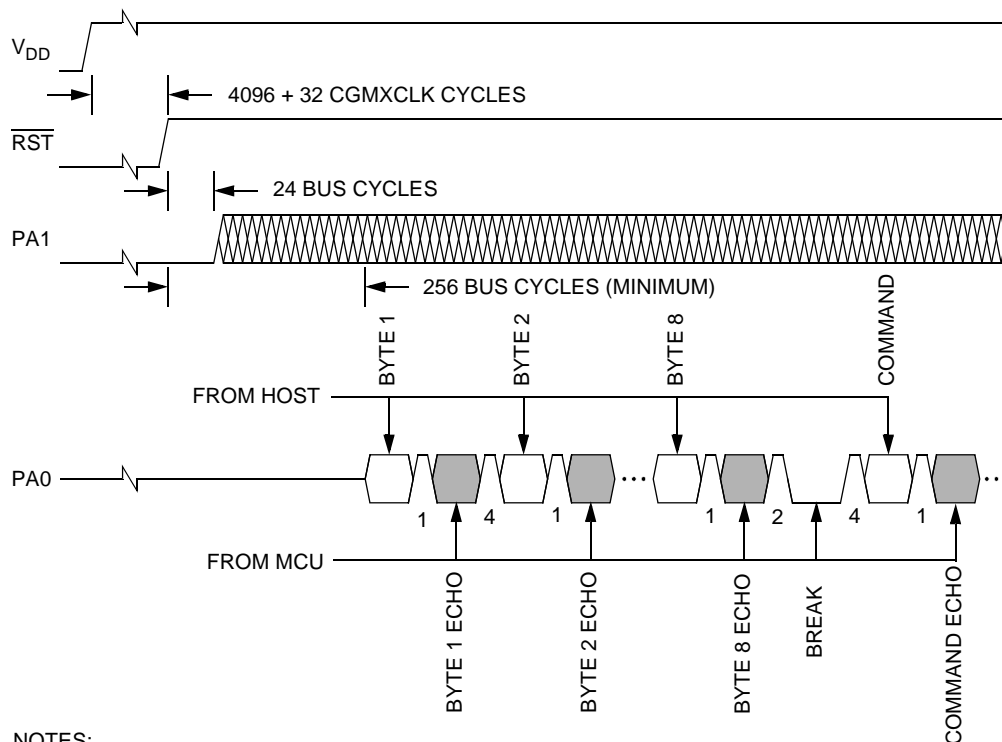 VDD
4096 + 32 CGMXCLK CYCLES
RST
24 BUS CYCLES
PA1
256 BUS CYCLES (MINIMUM)
BYTE 1
BYTE 2
BYTE 8
COMMAND
FROM HOST
PA0
...
...
1
4
1
1
2
4
1
FROM MCU
BYTE 1 ECHO
BYTE 2 ECHO
BYTE 8 ECHO
BREAK
COMMAND ECHO
NOTES: